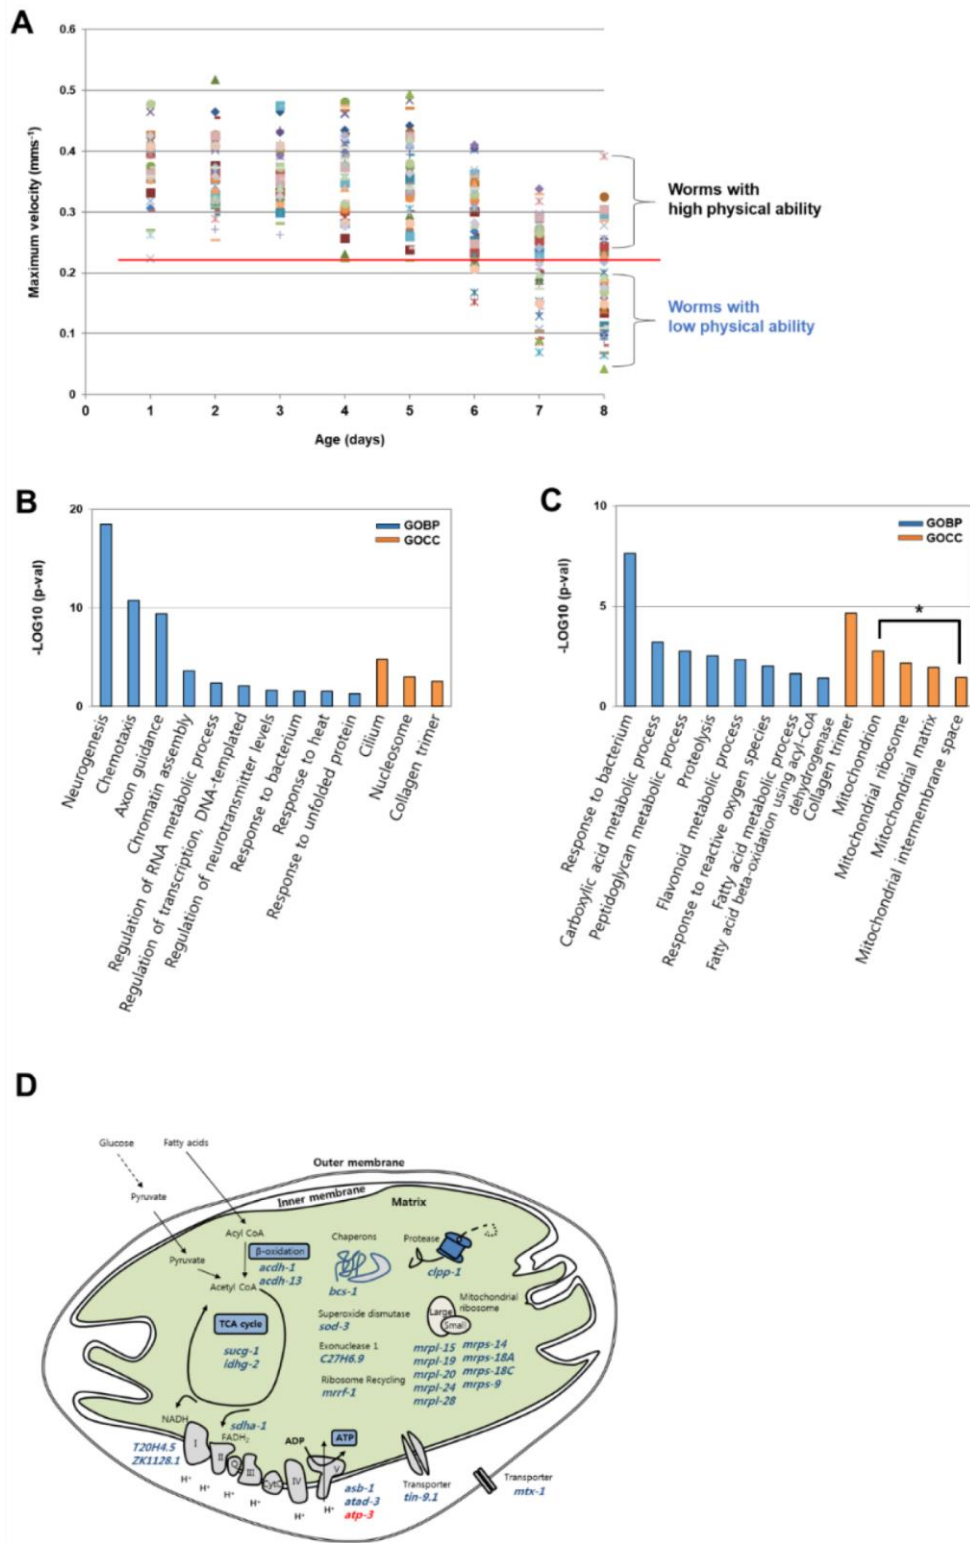 A
0.6
0.5
0.4
0.3
0.2
0.1
0
Maximum velocity (mms⁻¹)
0 1 2 3 4 5 6 7 8
Age (days)
Worms with
high physical ability
Worms with
low physical ability
B
20
10
0
-LOG10 (p-val)
GOBP
GOCC
Neurogenesis
Chemotaxis
Axon guidance
Chromatin assembly
Regulation of RNA metabolic process
Regulation of transcription, DNA-templated
Regulation of neurotransmitter levels
Response to bacterium
Response to heat
Response to unfolded protein
Cilium
Nucleosome
Collagen trimer
C
10
5
0
-LOG10 (p-val)
GOBP
GOCC
*
Response to bacterium
Carboxylic acid metabolic process
Peptidoglycan metabolic process
Proteolysis
Flavonoid metabolic process
Response to reactive oxygen species
Fatty acid metabolic process
Fatty acid beta-oxidation using acyl-CoA
dehydrogenase
Collagen trimer
Mitochondrion
Mitochondrial ribosome
Mitochondrial matrix
Mitochondrial intermembrane space
D
Glucose
Fatty acids
Outer membrane
Inner membrane
Matrix
Pyruvate
Acyl CoA
β-oxidation
acdh-1
acdh-13
Pyruvate
Acetyl CoA
Chaperons
bcs-1
Protease
clpp-1
TCA cycle
sucg-1
idhg-2
Superoxide dismutase
sod-3
Exonuclease 1
C27H6.9
Ribosome Recycling
mrrf-1
Mitochondrial
ribosome
Large
Small
mrpl-15 mrps-14
mrpl-19 mrps-18A
mrpl-20 mrps-18C
mrpl-24 mrps-9
mrpl-28
NADH
sdha-1
FADH₂
T20H4.5
ZK1128.1
I
II
Q
III
CytC
IV
V
ADP
ATP
H⁺
H⁺
H⁺
H⁺
H⁺
H⁺
asb-1
atad-3
atp-3
Transporter
tin-9.1
Transporter
mtx-1